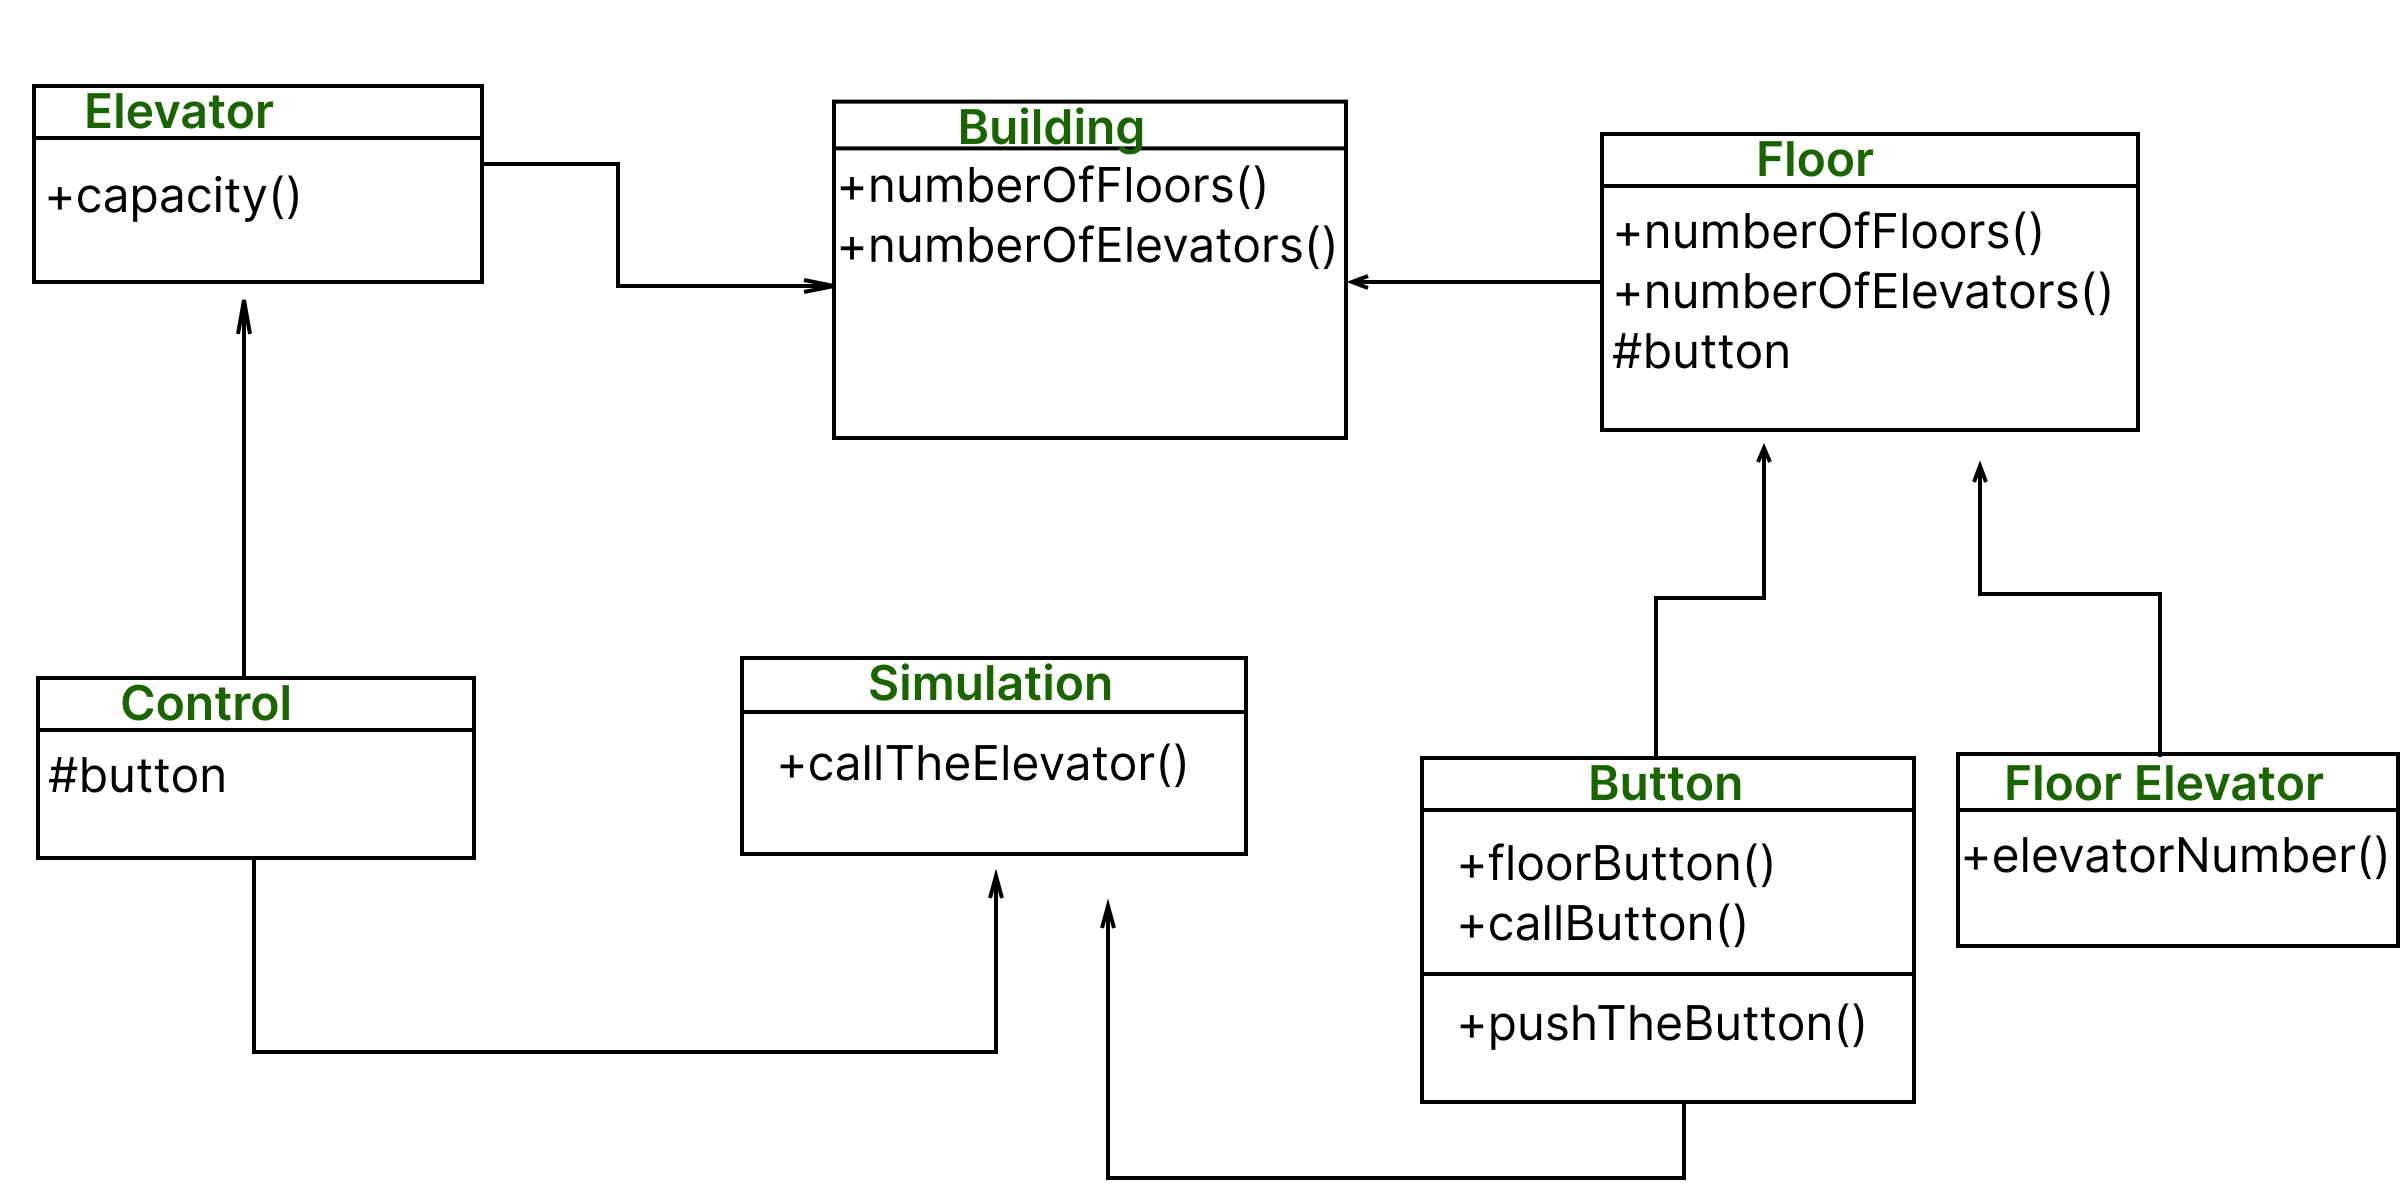 Elevator
+capacity()
Building
+numberOfFloors()
+numberOfElevators()
Floor
+numberOfFloors()
+numberOfElevators()
#button
Control
#button
Simulation
+callTheElevator()
Button
+floorButton()
+callButton()
+pushTheButton()
Floor Elevator
+elevatorNumber()